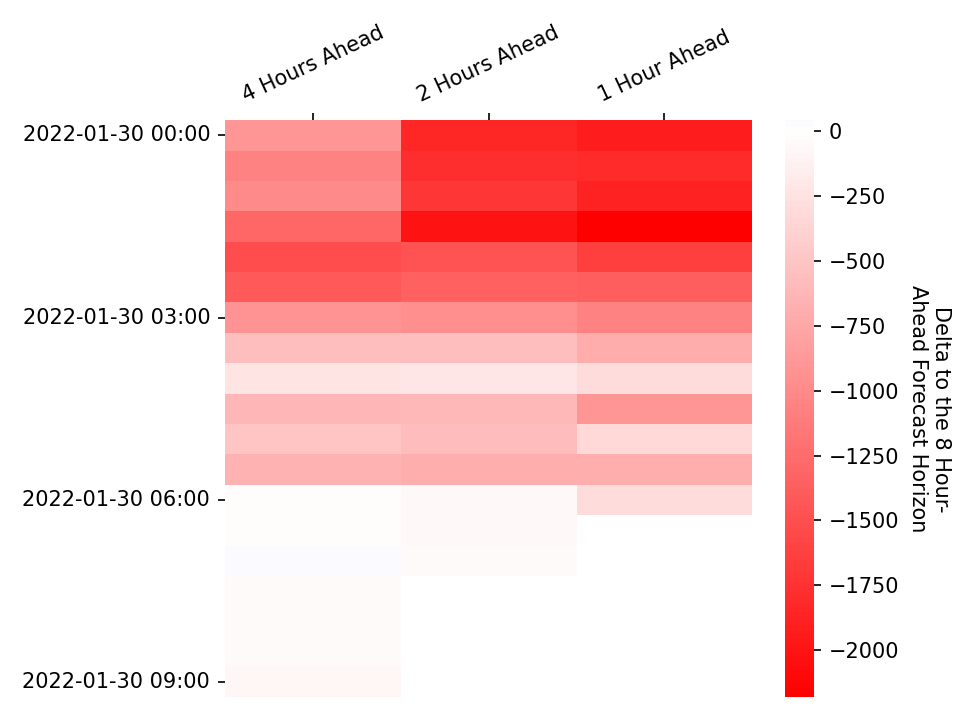 4 Hours Ahead
2 Hours Ahead
1 Hour Ahead
2022-01-30 00:00
2022-01-30 03:00
2022-01-30 06:00
2022-01-30 09:00
0
−250
−500
−750
−1000
−1250
−1500
−1750
−2000
Delta to the 8 Hour-
Ahead Forecast Horizon